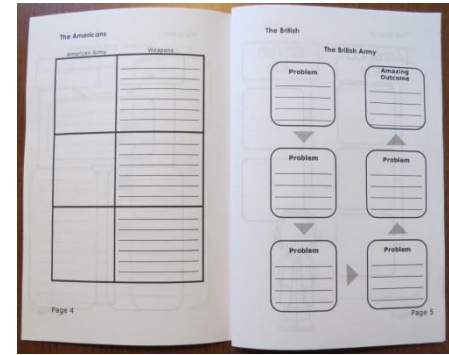 The Americans
American Army Weapons
Page 4
The British
The British Army
Problem
Amazing
Outcome
Problem
Problem
Problem
Problem
Page 5